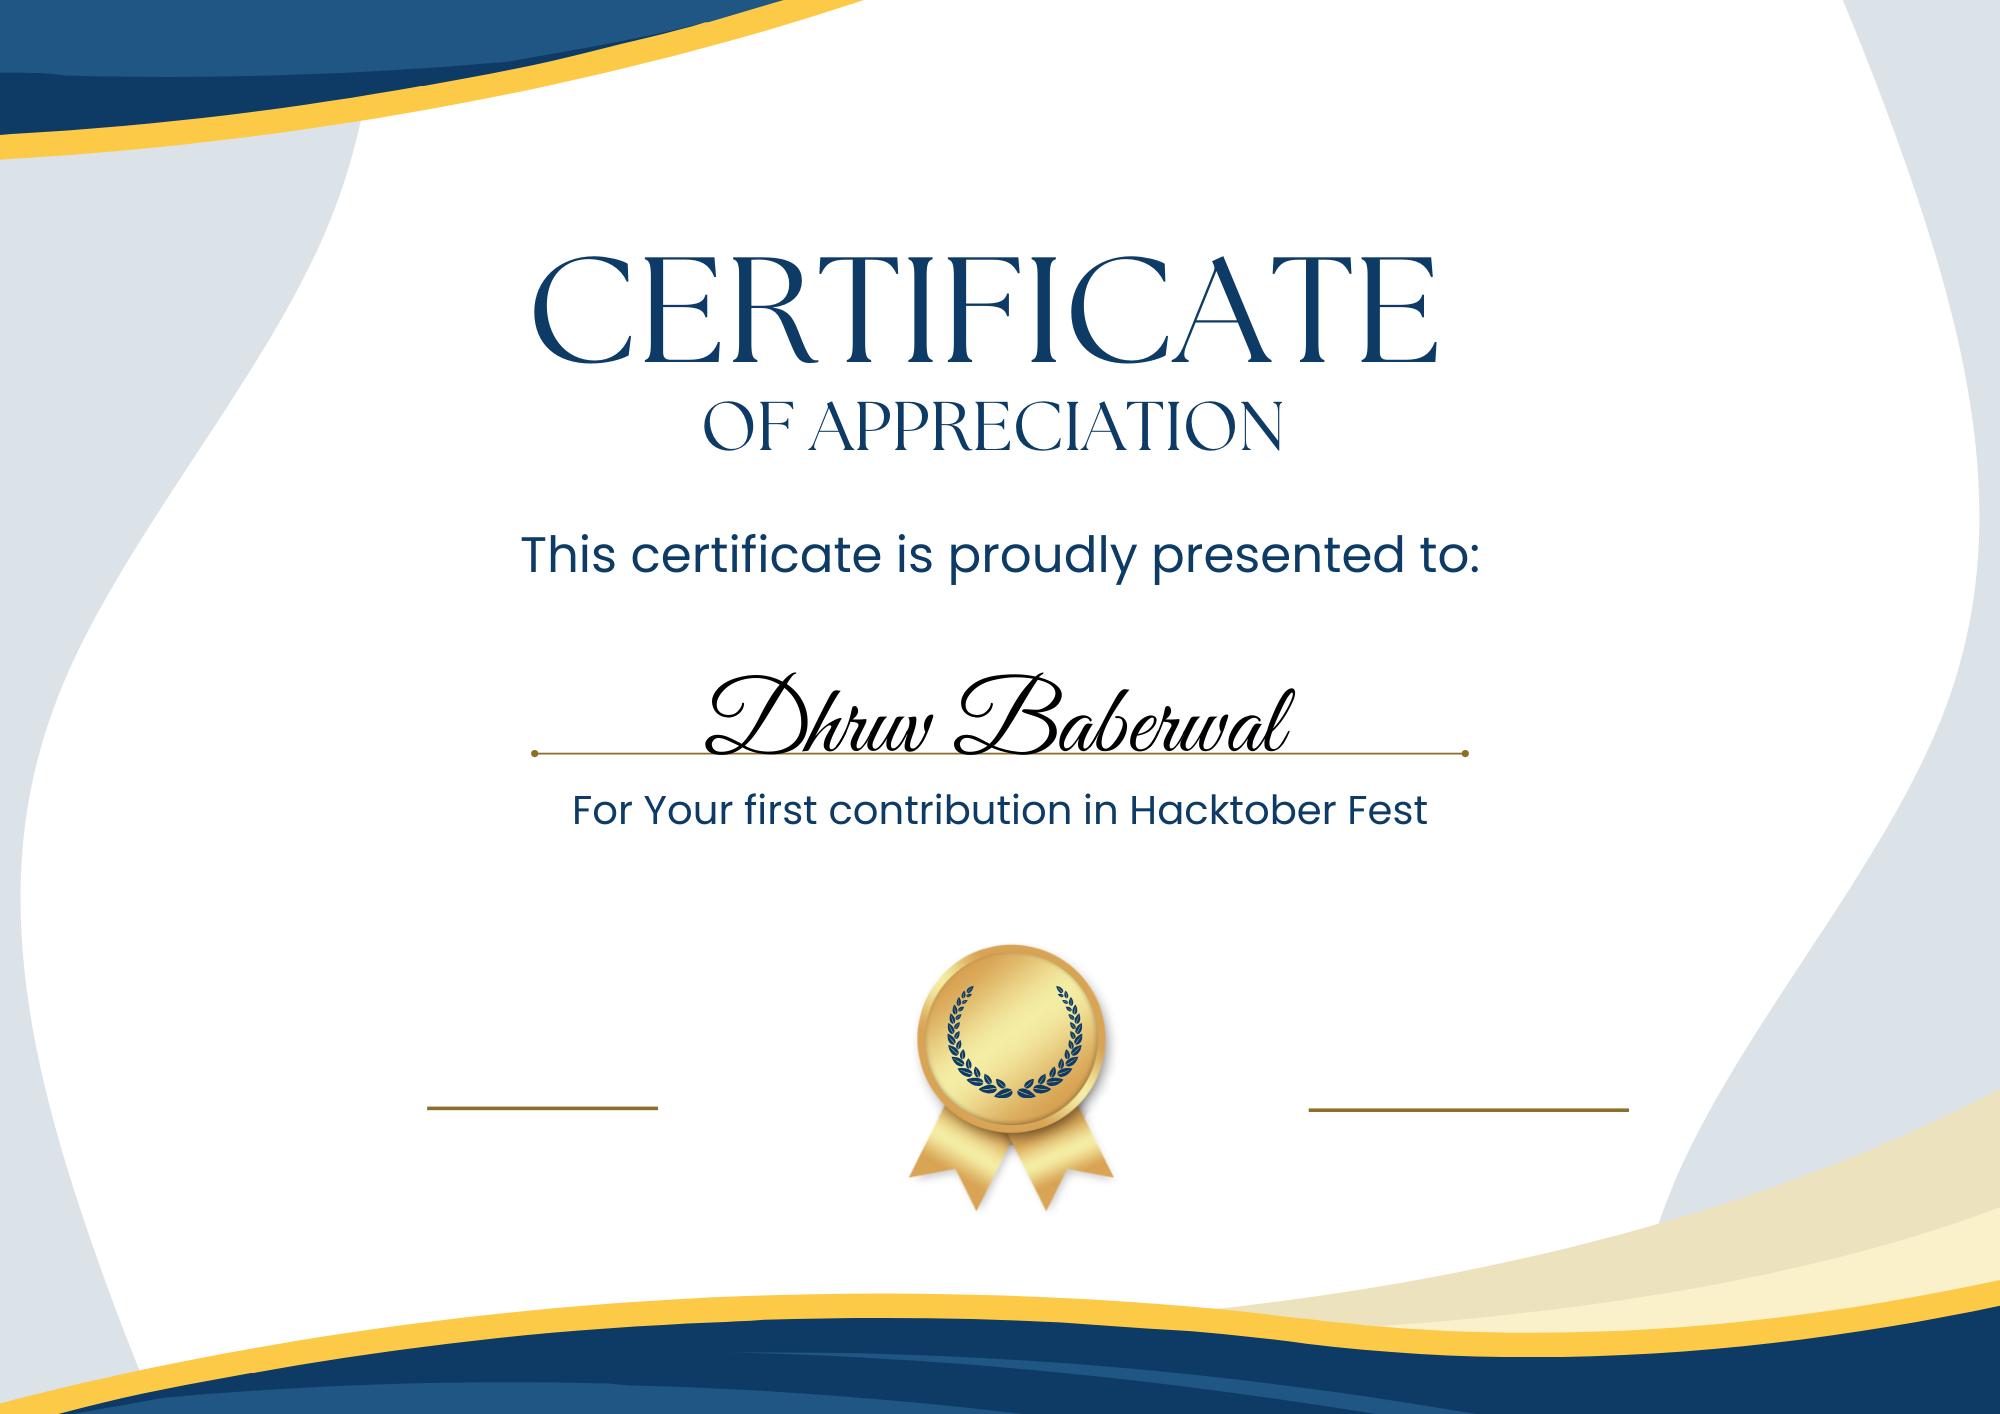 CERTIFICATE
OF APPRECIATION
This certificate is proudly presented to:
Dhruv Baberwal
For Your first contribution in Hacktober Fest